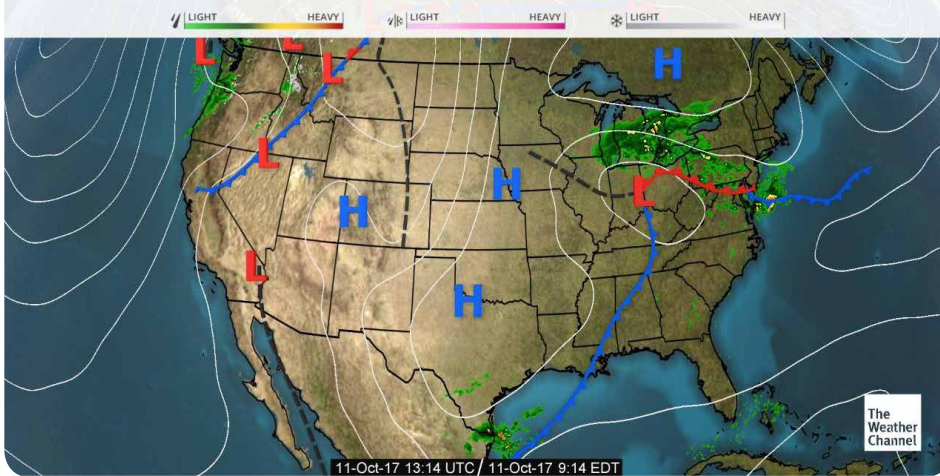 LIGHT HEAVY
LIGHT HEAVY
LIGHT HEAVY
L
L
L
H
L
H
L
H
L
H
The
Weather
Channel
11-Oct-17 13:14 UTC / 11-Oct-17 9:14 EDT